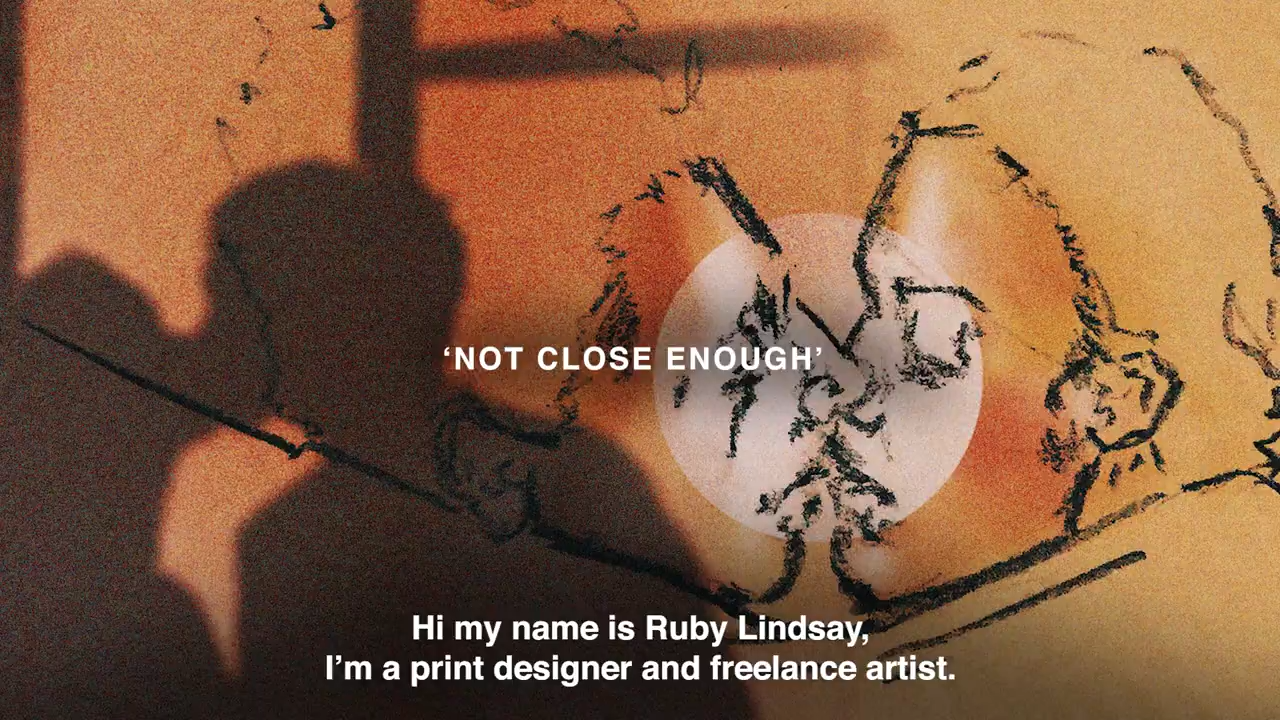 ‘NOT CLOSE ENOUGH’
Hi my name is Ruby Lindsay,
I’m a print designer and freelance artist.